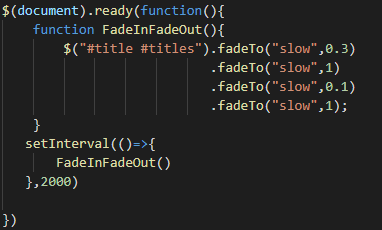 $(document).ready(function(){
    function FadeInFadeOut(){
        $("#title #titles").fadeTo("slow",0.3)
                           .fadeTo("slow",1)
                           .fadeTo("slow",0.1)
                           .fadeTo("slow",1);
    }
   setInterval(()=>{
       FadeInFadeOut()
   },2000)
})